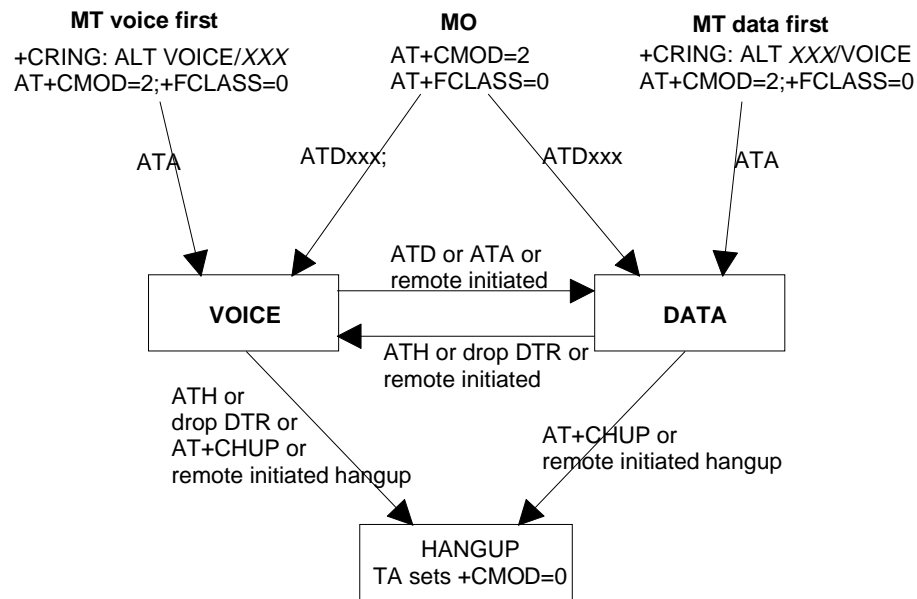 MT voice first
+CRING: ALT VOICE/XXX
AT+CMOD=2;+FCLASS=0
MO
AT+CMOD=2
AT+FCLASS=0
MT data first
+CRING: ALT XXX/VOICE
AT+CMOD=2;+FCLASS=0
ATA
ATDxxx;
ATDxxx
ATA
ATD or ATA or
remote initiated
VOICE
DATA
ATH or drop DTR or
remote initiated
ATH or
drop DTR or
AT+CHUP or
remote initiated hangup
AT+CHUP or
remote initiated hangup
HANGUP
TA sets +CMOD=0